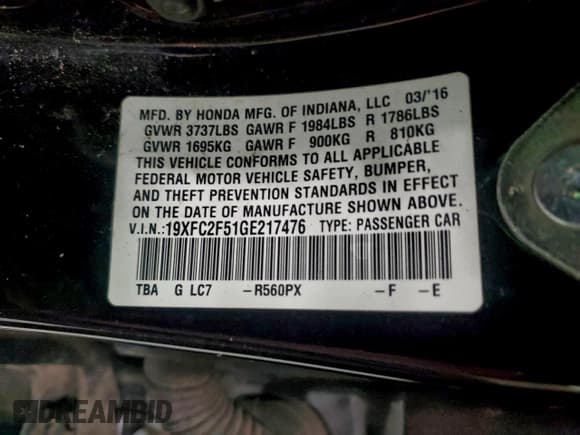 MFD. BY HONDA MFG. OF INDIANA, LLC 03/'16
GVWR 3737LBS GAWR F 1984LBS R 1786LBS
GVWR 1695KG GAWR F 900KG R 810KG
THIS VEHICLE CONFORMS TO ALL APPLICABLE
FEDERAL MOTOR VEHICLE SAFETY, BUMPER,
AND THEFT PREVENTION STANDARDS IN EFFECT
ON THE DATE OF MANUFACTURE SHOWN ABOVE.
V.I.N.:19XFC2F51GE217476 TYPE: PASSENGER CAR
TBA G LC7 -R560PX -F -E
DREAMBID